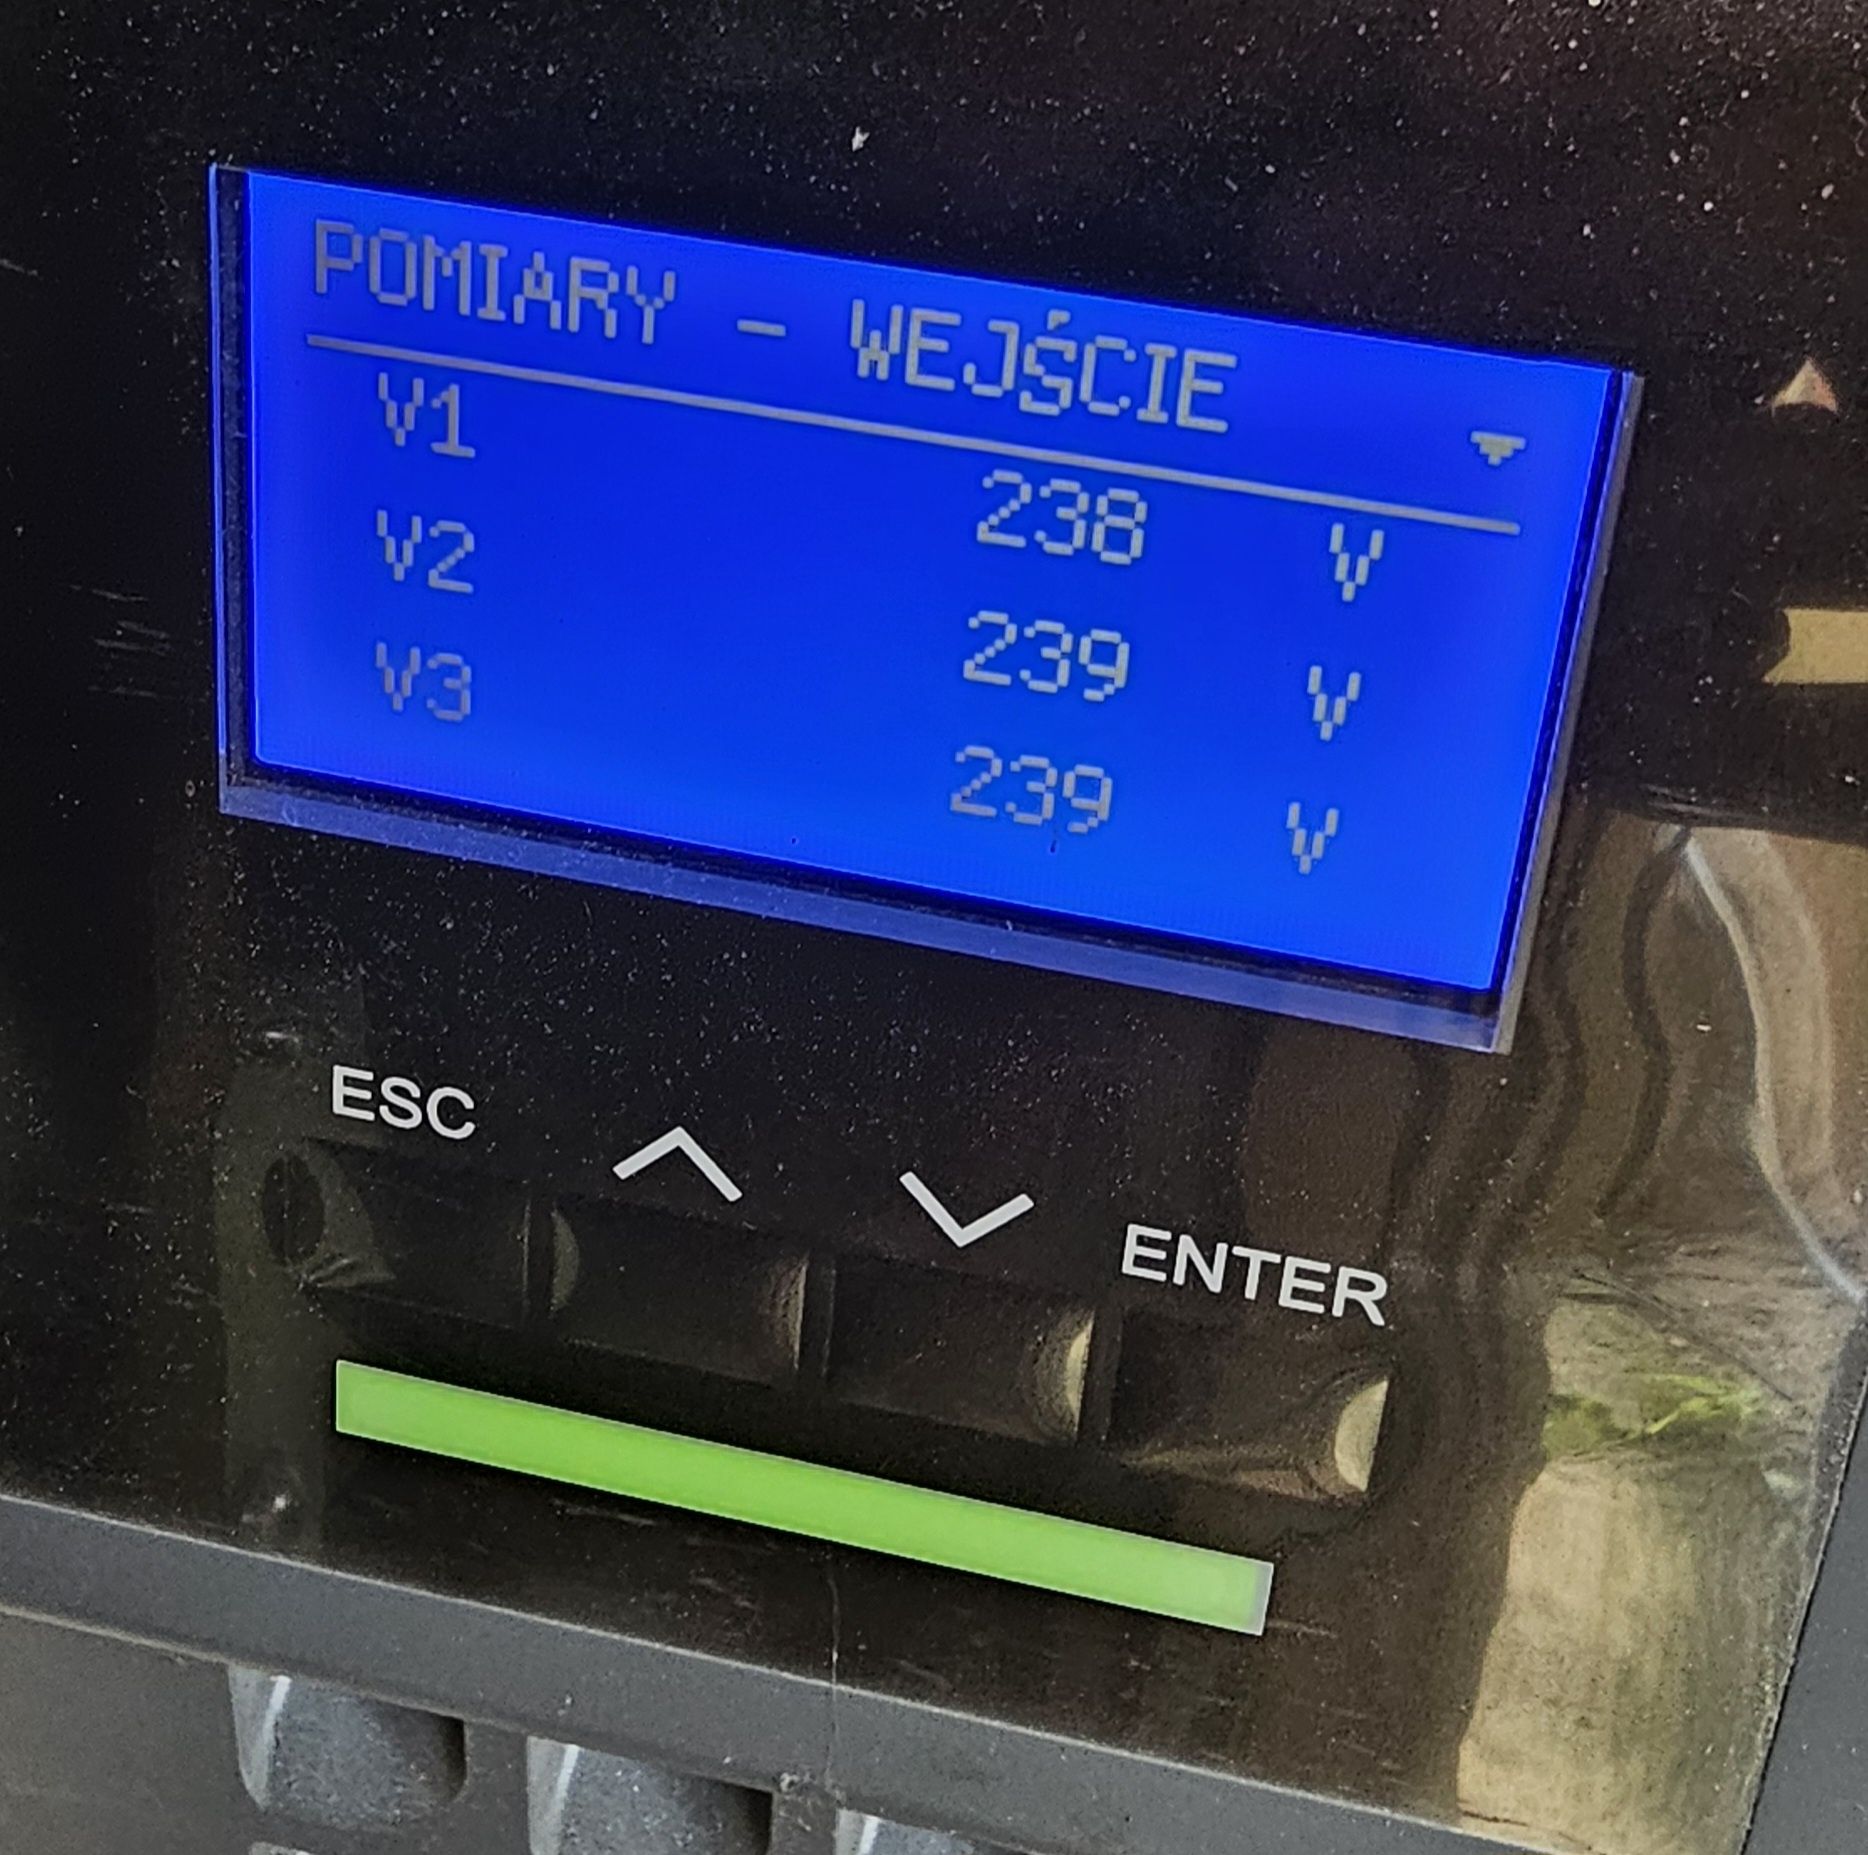 POMIARY - WEJŚCIE
V1 238 V
V2 239 V
V3 239 V
ESC ENTER